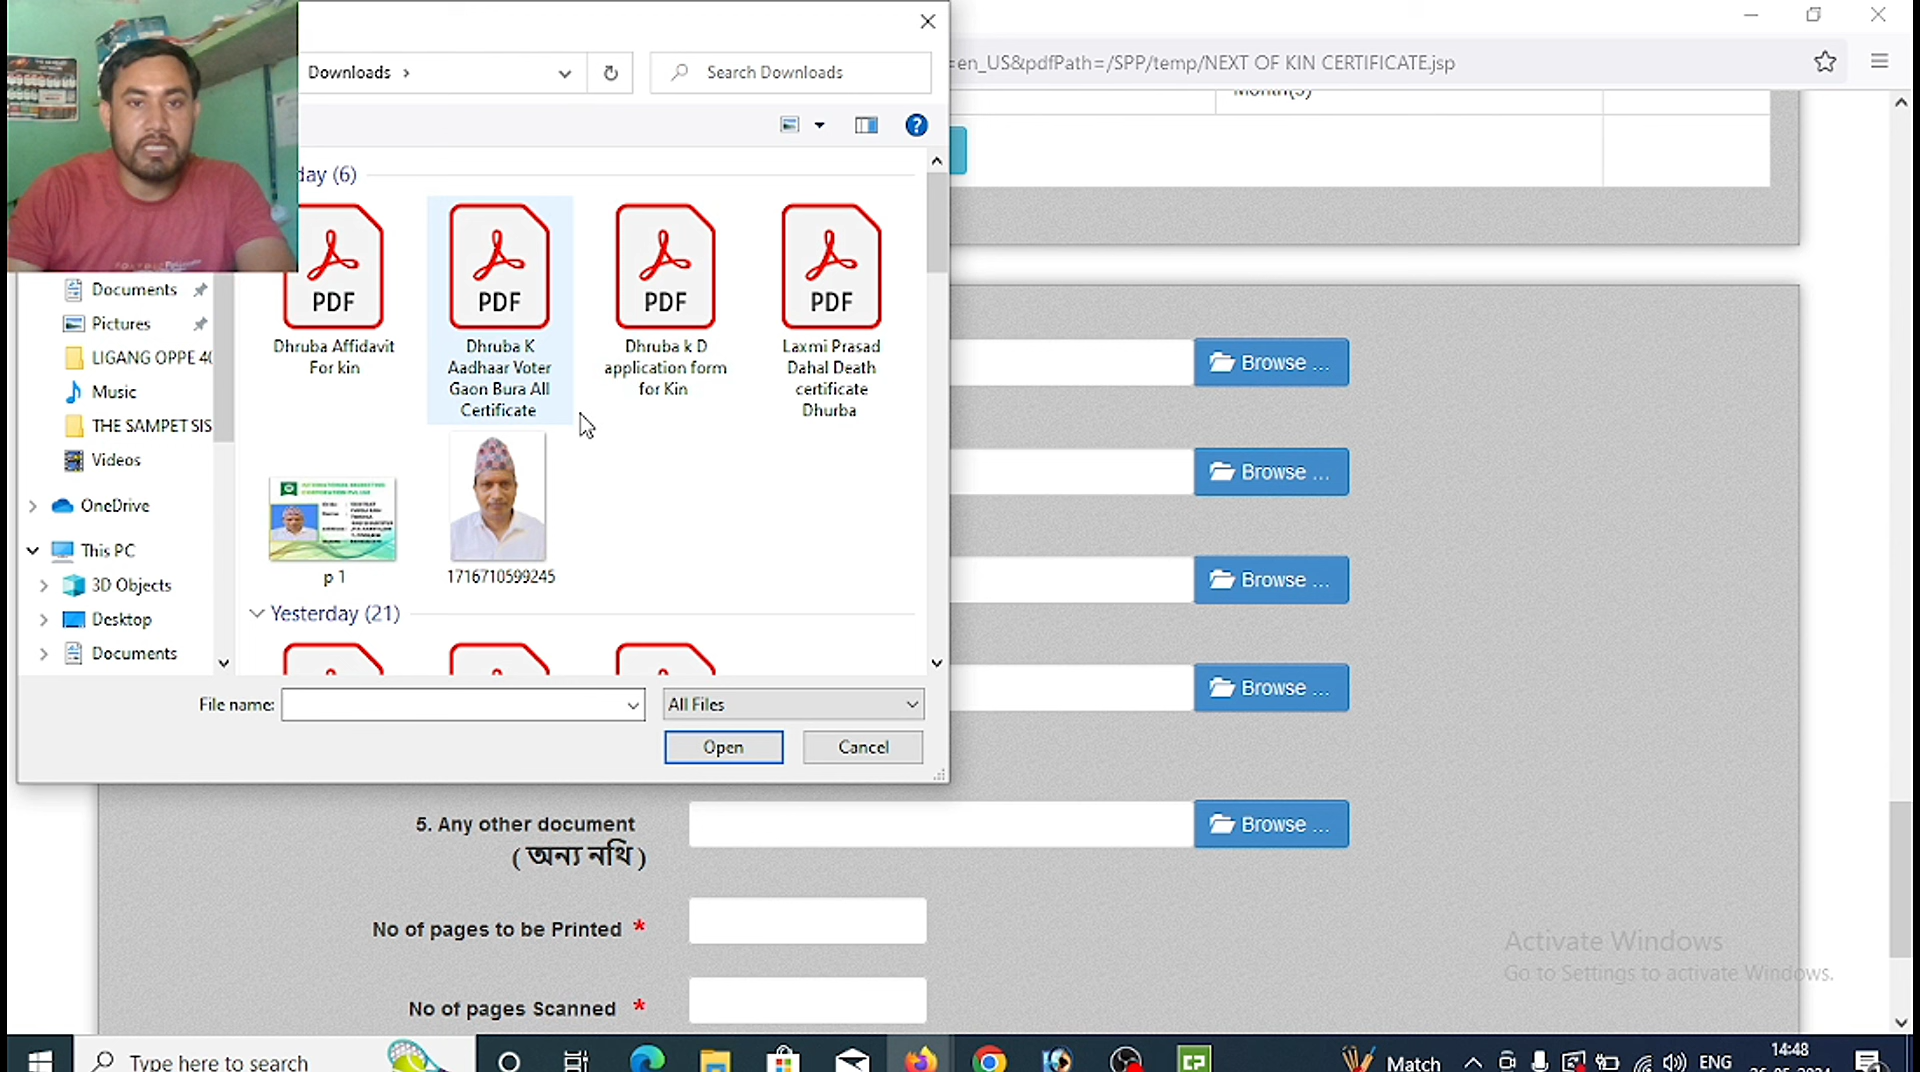 =en_US&pdfPath=/SPP/temp/NEXT OF KIN CERTIFICATE.jsp
Downloads
Search Downloads
Month(s)
day (6)
PDF
PDF
PDF
PDF
Dhruba Affidavit
For kin
Dhruba K
Aadhaar Voter
Gaon Bura All
Certificate
Dhruba k D
application form
for Kin
Laxmi Prasad
Dahal Death
certificate
Dhurba
p 1
1716710599245
Yesterday (21)
Documents
Pictures
LIGANG OPPE 40
Music
THE SAMPET SIS
Videos
OneDrive
This PC
3D Objects
Desktop
Documents
File name:
All Files
Open
Cancel
Browse ...
Browse ...
Browse ...
Browse ...
5. Any other document
( অন্য নথি )
Browse ...
No of pages to be Printed *
No of pages Scanned *
Activate Windows
Go to Settings to activate Windows.
Type here to search
Match
ENG
14:48